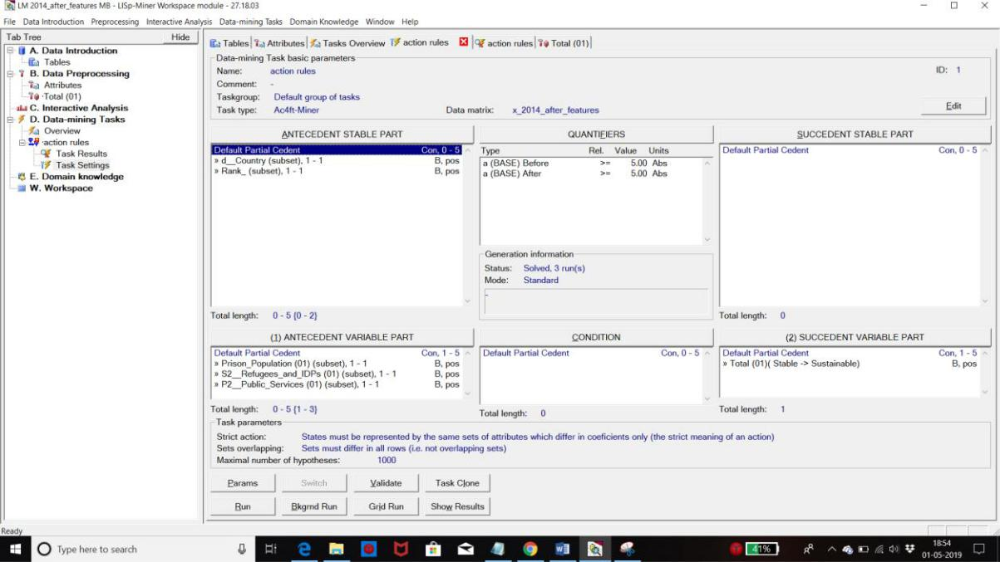 LM 2014_after_features MB - LISp-Miner Workspace module - 27.18.03
File Data Introduction Preprocessing Interactive Analysis Data-mining Tasks Domain Knowledge Window Help
Tab Tree Hide
A. Data Introduction
Tables
B. Data Preprocessing
Attributes
Total (01)
C. Interactive Analysis
D. Data-mining Tasks
Overview
action rules
Task Results
Task Settings
E. Domain knowledge
W. Workspace
Tables Attributes Tasks Overview action rules action rules Total (01)
Data-mining Task basic parameters
Name: action rules ID: 1
Comment: -
Taskgroup: Default group of tasks
Task type: Ac4ft-Miner Data matrix: x_2014_after_features
Edit
ANTECEDENT STABLE PART
Default Partial Cedent Con, 0 - 5
» d__Country (subset), 1 - 1 B, pos
» Rank_ (subset), 1 - 1 B, pos
Total length: 0 - 5 {0 - 2}
QUANTIFIERS
Type Rel. Value Units
a (BASE) Before >= 5.00 Abs
a (BASE) After >= 5.00 Abs
Generation information
Status: Solved, 3 run(s)
Mode: Standard
-
SUCCEDENT STABLE PART
Default Partial Cedent Con, 0 - 5
Total length: 0
(1) ANTECEDENT VARIABLE PART
Default Partial Cedent Con, 1 - 5
» Prison_Population (01) (subset), 1 - 1 B, pos
» S2__Refugees_and_IDPs (01) (subset), 1 - 1 B, pos
» P2__Public_Services (01) (subset), 1 - 1 B, pos
Total length: 0 - 5 {1 - 3}
CONDITION
Default Partial Cedent Con, 0 - 5
Total length: 0
(2) SUCCEDENT VARIABLE PART
Default Partial Cedent Con, 1 - 5
» Total (01)( Stable -> Sustainable) B, pos
Total length: 1
Task parameters
Strict action: States must be represented by the same sets of attributes which differ in coeficients only (the strict meaning of an action)
Sets overlapping: Sets must differ in all rows (i.e. not overlapping sets)
Maximal number of hypotheses: 1000
Params Switch Validate Task Clone
Run Bkgrnd Run Grid Run Show Results
Ready
Type here to search
41%
18:54
01-05-2019